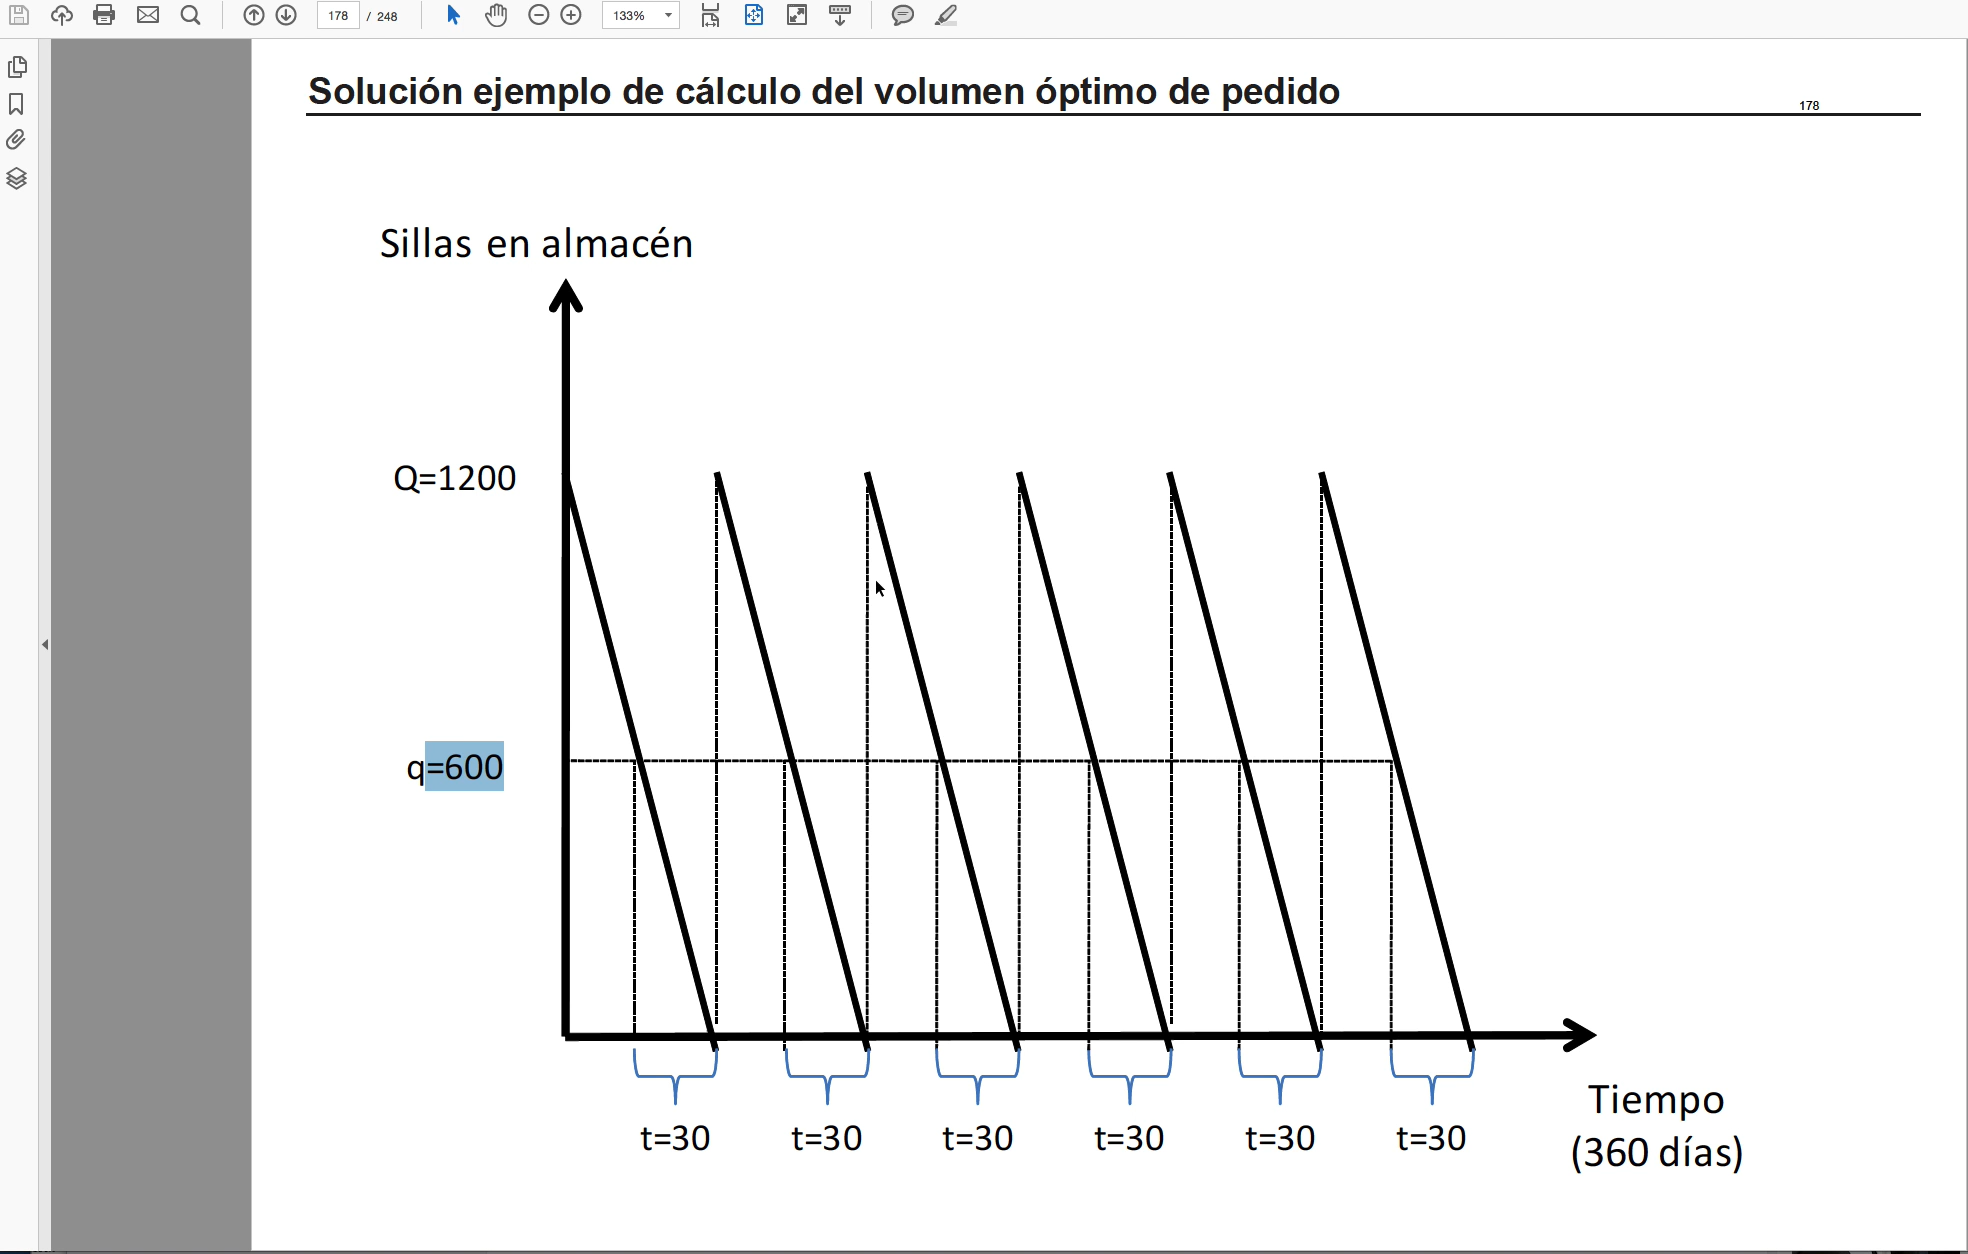 178 / 248 133%
Solución ejemplo de cálculo del volumen óptimo de pedido
178
Sillas en almacén
Q=1200
q=600
t=30 t=30 t=30 t=30 t=30 t=30
Tiempo
(360 días)